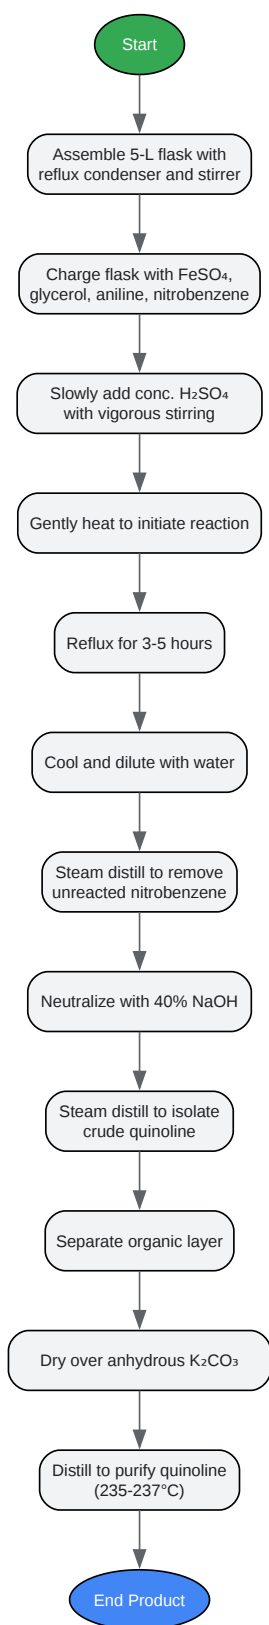 Start
Assemble 5-L flask with
reflux condenser and stirrer
Charge flask with FeSO₄,
glycerol, aniline, nitrobenzene
Slowly add conc. H₂SO₄
with vigorous stirring
Gently heat to initiate reaction
Reflux for 3-5 hours
Cool and dilute with water
Steam distill to remove
unreacted nitrobenzene
Neutralize with 40% NaOH
Steam distill to isolate
crude quinoline
Separate organic layer
Dry over anhydrous K₂CO₃
Distill to purify quinoline
(235-237°C)
End Product